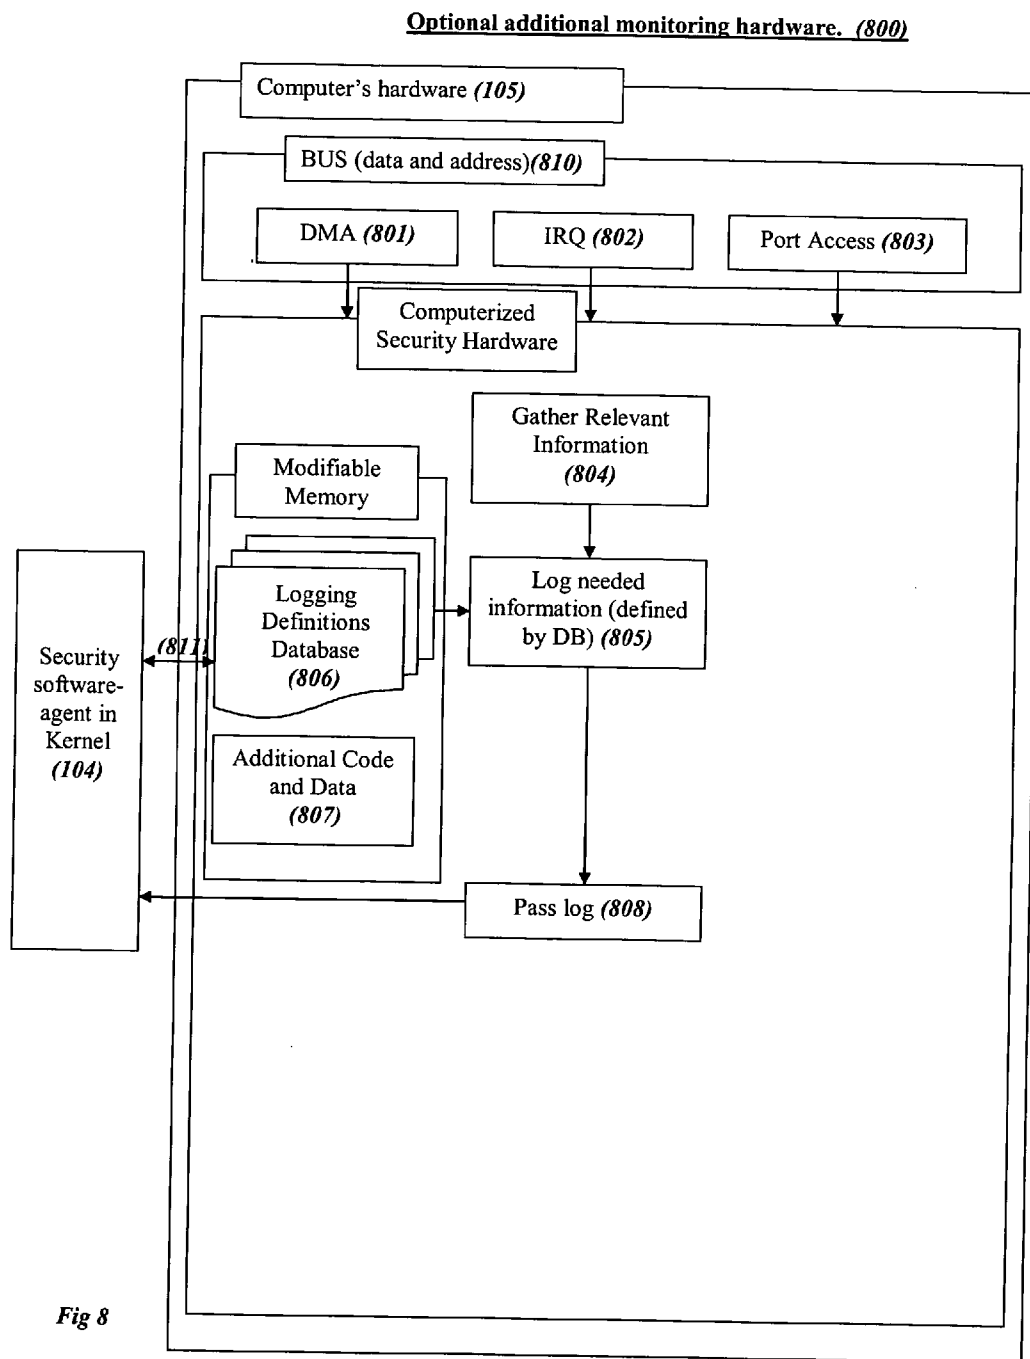 Optional additional monitoring hardware. (800)
Computer's hardware (105)
BUS (data and address)(810)
DMA (801)
IRQ (802)
Port Access (803)
Computerized
Security Hardware
Gather Relevant
Information
(804)
Modifiable
Memory
Logging
Definitions
Database
(806)
Log needed
information (defined
by DB) (805)
(811)
Security
software-
agent in
Kernel
(104)
Additional Code
and Data
(807)
Pass log (808)
Fig 8